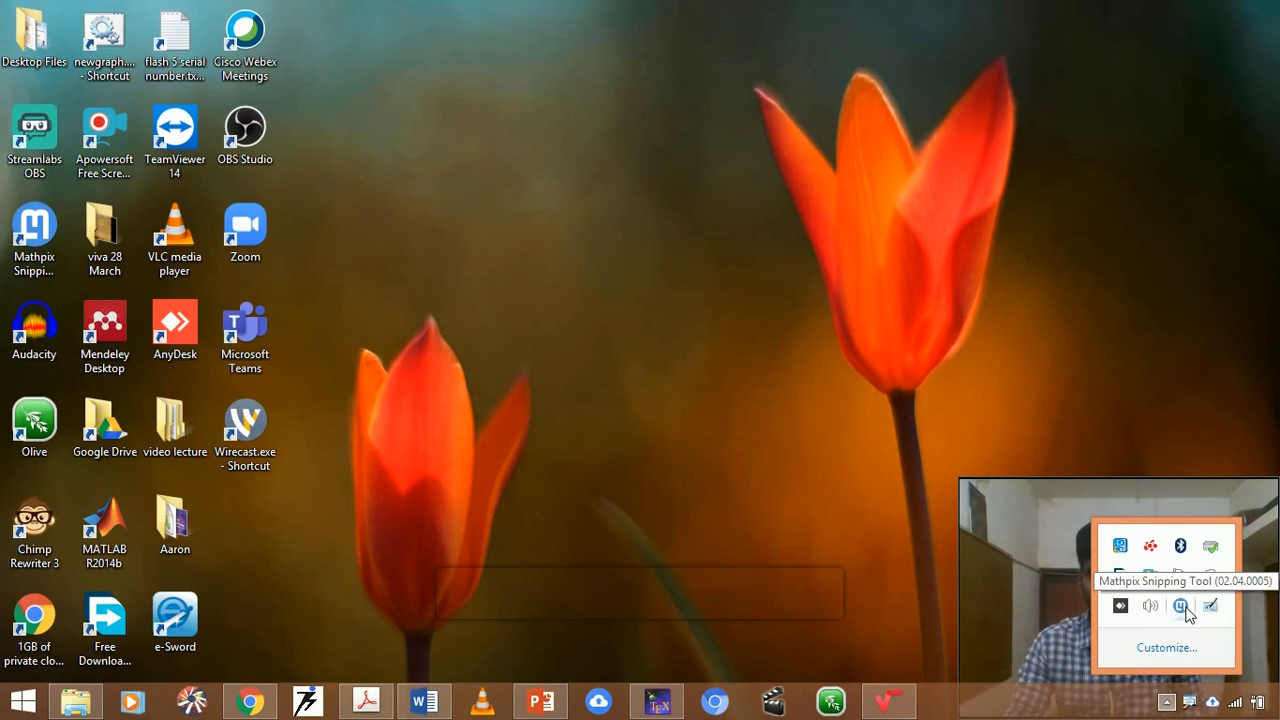 Desktop Files
newgraph....
- Shortcut
flash 5 serial
number.tx...
Cisco Webex
Meetings
Streamlabs
OBS
Apowersoft
Free Scre...
TeamViewer
14
OBS Studio
Mathpix
Snippi...
viva 28
March
VLC media
player
Zoom
Audacity
Mendeley
Desktop
AnyDesk
Microsoft
Teams
Olive
Google Drive
video lecture
Wirecast.exe
- Shortcut
Chimp
Rewriter 3
MATLAB
R2014b
Aaron
1GB of
private clo...
Free
Downloa...
e-Sword
Mathpix Snipping Tool (02.04.0005)
Customize...